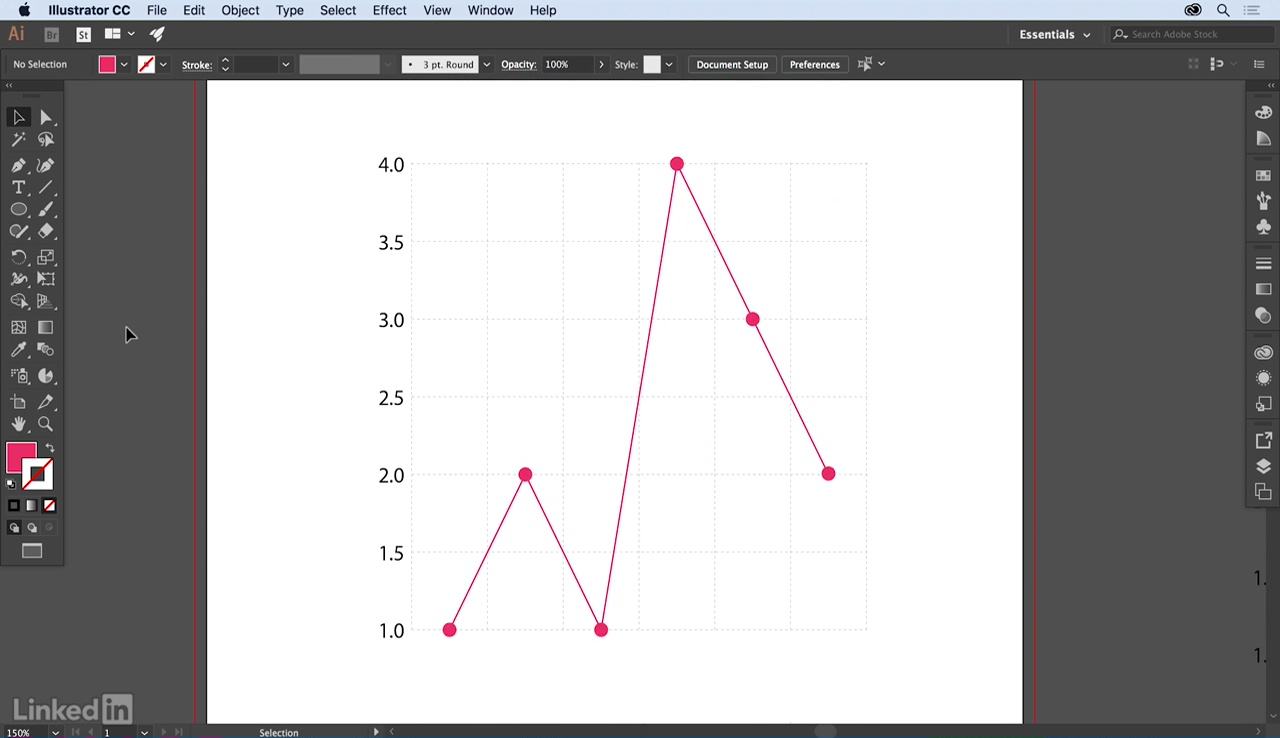 Illustrator CC File Edit Object Type Select Effect View Window Help
Ai Br St Essentials Search Adobe Stock
No Selection Stroke: 3 pt. Round Opacity: 100% Style: Document Setup Preferences
4.0
3.5
3.0
2.5
2.0
1.5
1.0
1.
1.
Linked in
150% 1 Selection